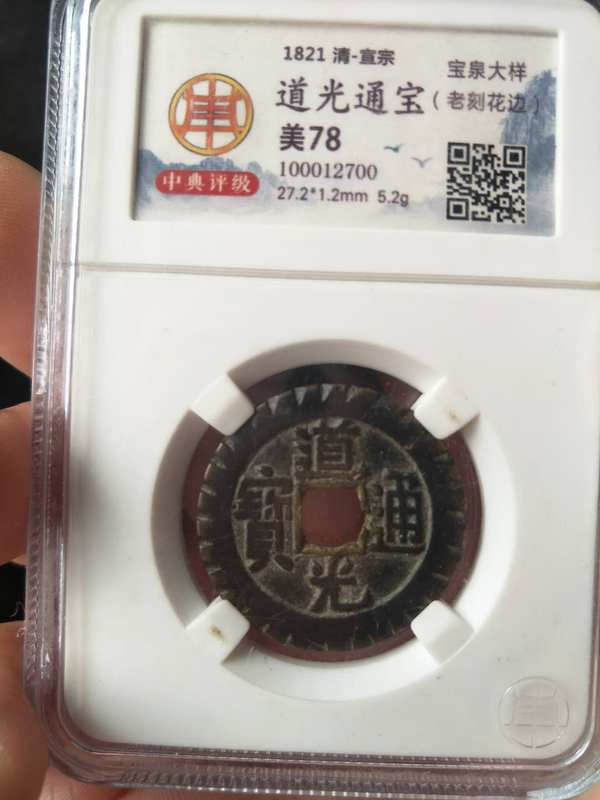 1821 清-宣宗
宝泉大样
道光通宝
(老刻花边)
美78
100012700
27.2*1.2mm 5.2g
中典评级
道光通寶